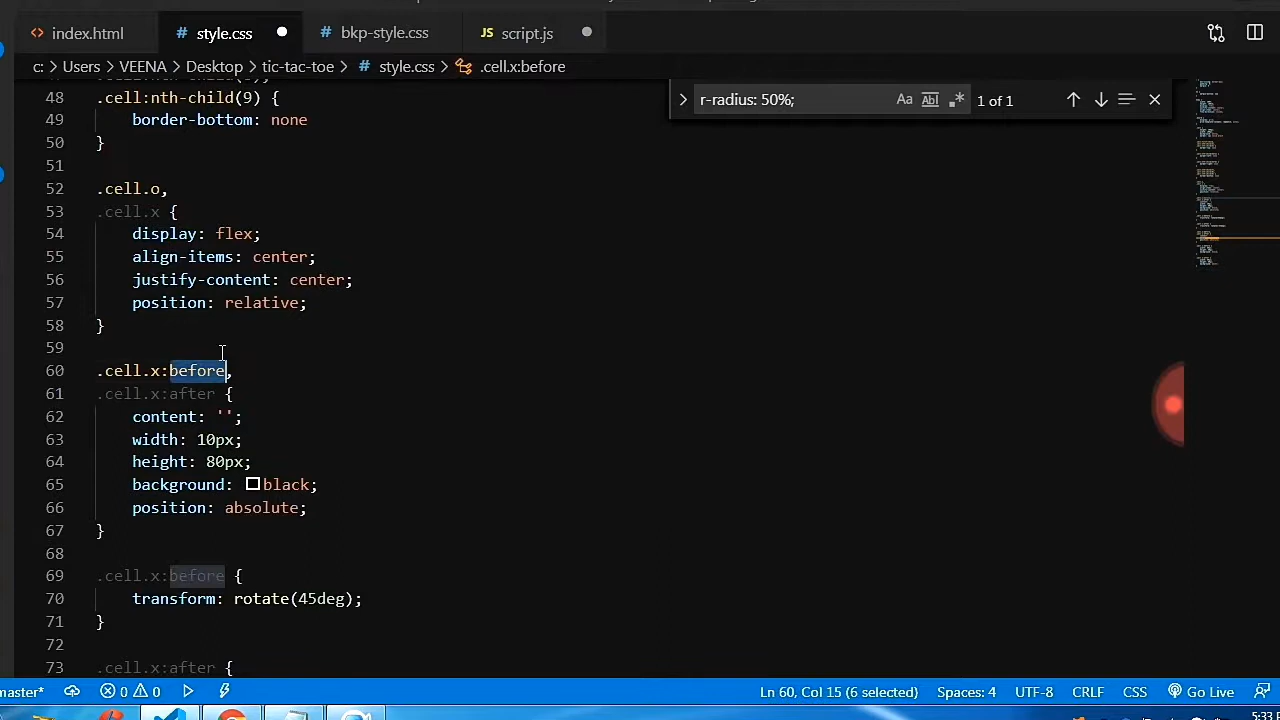 index.html
style.css
bkp-style.css
script.js
c: > Users > VEENA > Desktop > tic-tac-toe > style.css > .cell.x:before
r-radius: 50%;
Aa
Abl
.*
1 of 1
48 .cell:nth-child(9) {
49 border-bottom: none
50 }
51
52 .cell.o,
53 .cell.x {
54 display: flex;
55 align-items: center;
56 justify-content: center;
57 position: relative;
58 }
59
60 .cell.x:before,
61 .cell.x:after {
62 content: '';
63 width: 10px;
64 height: 80px;
65 background: black;
66 position: absolute;
67 }
68
69 .cell.x:before {
70 transform: rotate(45deg);
71 }
72
73 .cell.x:after {
master* 0 0 Ln 60, Col 15 (6 selected) Spaces: 4 UTF-8 CRLF CSS Go Live